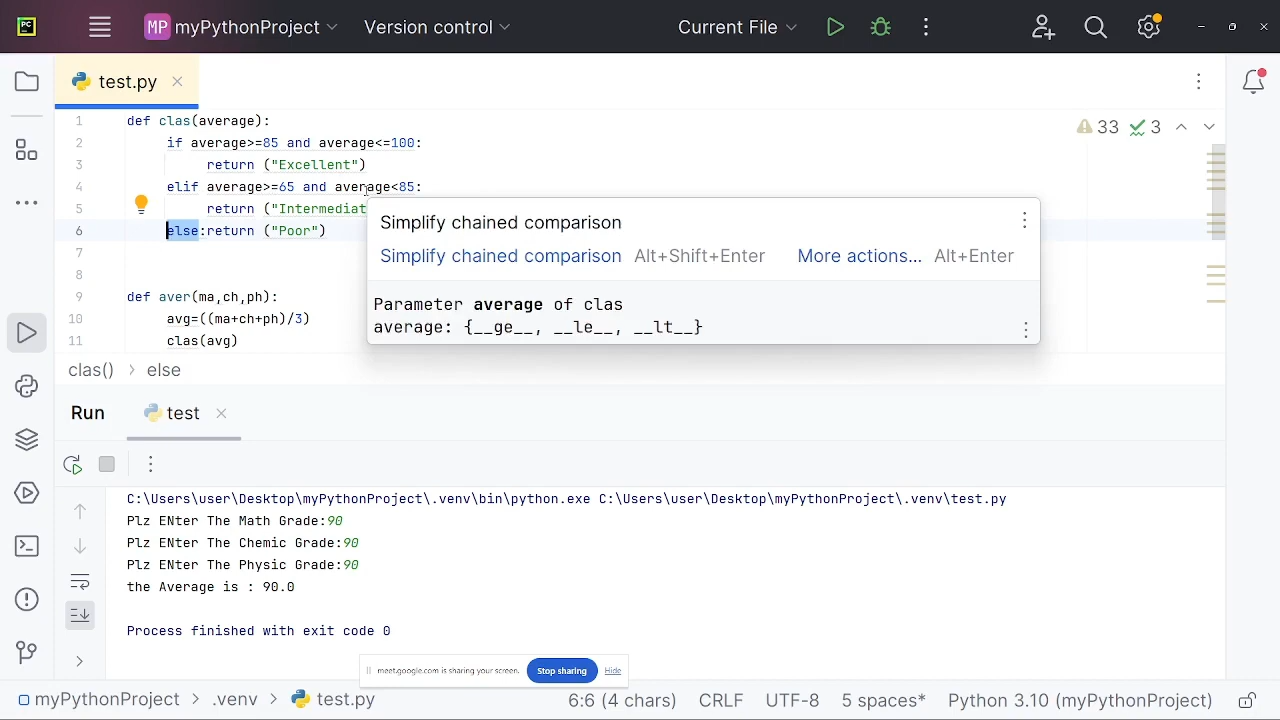 PC
MP myPythonProject
Version control
Current File
test.py
33 3
1 def clas(average):
2 if average>=85 and average<=100:
3 return ("Excellent")
4 elif average>=65 and average<85:
5 return ("Intermediat
6 else:return ("Poor")
7
8
9 def aver(ma,ch,ph):
10 avg=((ma+ch+ph)/3)
11 clas(avg)
Simplify chained comparison
Simplify chained comparison Alt+Shift+Enter More actions... Alt+Enter
Parameter average of clas
average: {__ge__, __le__, __lt__}
clas() > else
Run test
C:\Users\user\Desktop\myPythonProject\.venv\bin\python.exe C:\Users\user\Desktop\myPythonProject\.venv\test.py
Plz ENter The Math Grade:90
Plz ENter The Chemic Grade:90
Plz ENter The Physic Grade:90
the Average is : 90.0
Process finished with exit code 0
meet.google.com is sharing your screen. Stop sharing Hide
myPythonProject > .venv > test.py 6:6 (4 chars) CRLF UTF-8 5 spaces* Python 3.10 (myPythonProject)